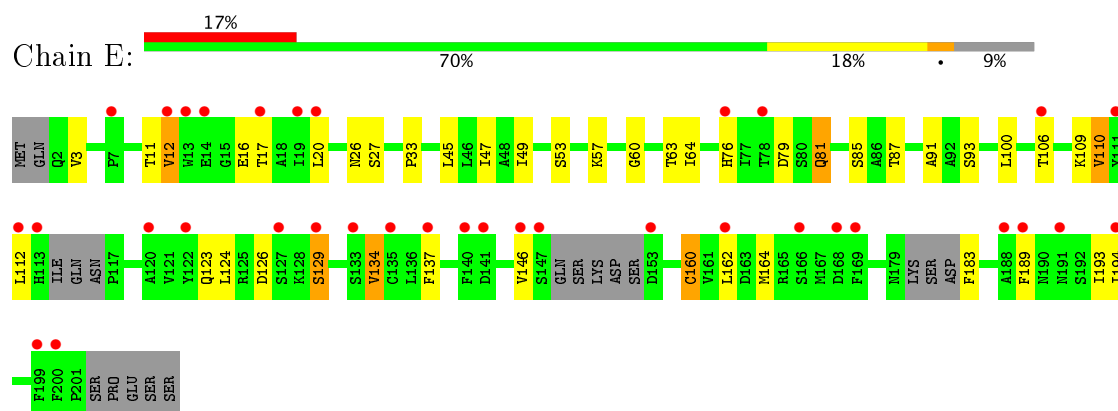 17%
Chain E:
70% 18% • 9%
MET GLN Q2 V3 P7 T11 V12 W13 E14 G15 E16 T17 A18 I19 L20 N26 S27 P33 L45 L46 I47 A48 I49 S53 K57 G60 T63 I64 H76 I77 T78 D79 S80 Q81 S85 A86 T87 A91 A92 S93 L100 T106 K109 V110 Y111
L112 H113 ILE GLN ASN P117 A120 V121 Y122 Q123 L124 R125 D126 S127 K128 S129 S133 V134 C135 L136 F137 F140 D141 V146 S147 GLN SER LYS ASP SER D153 C160 V161 L162 D163 M164 R165 S166 M167 D168 F169 N179 LYS SER ASP F183 A188 F189 N190 N191 S192 I193
F199 F200 P201 SER PRO GLU SER SER